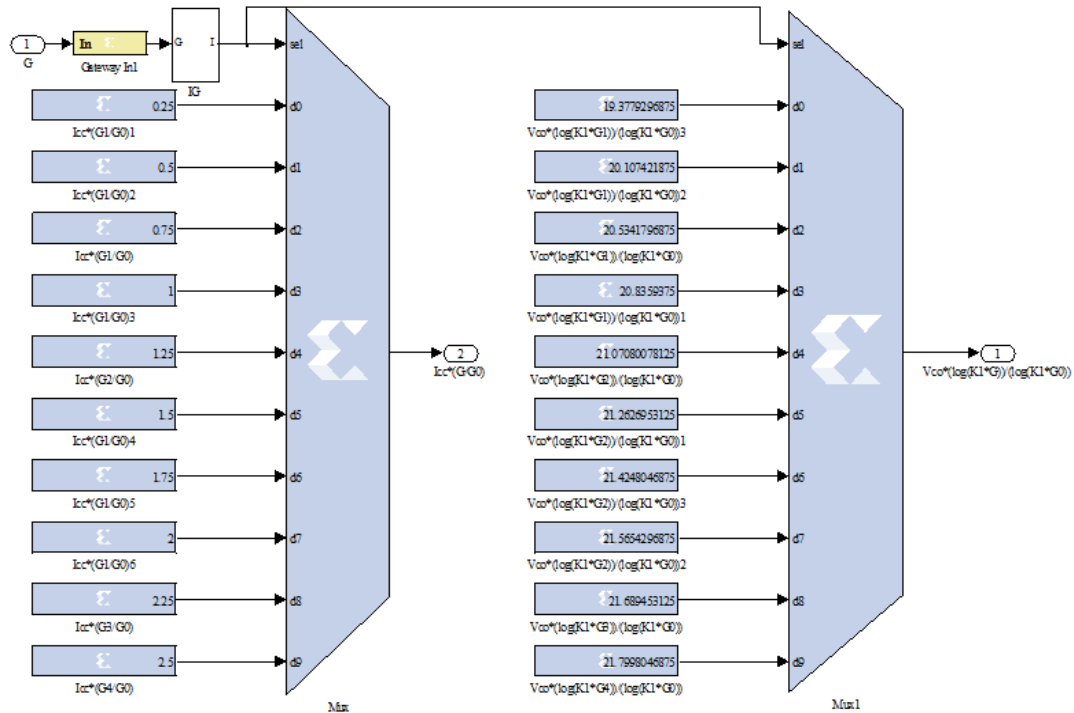 1
G
In
Gateway In1
G I
IG
sel
0.25
Icc*(G1/G0)1
d0
0.5
Icc*(G1/G0)2
d1
0.75
Icc*(G1/G0)
d2
1
Icc*(G1/G0)3
d3
1.25
Icc*(G2/G0)
d4
1.5
Icc*(G1/G0)4
d5
1.75
Icc*(G1/G0)5
d6
2
Icc*(G1/G0)6
d7
2.25
Icc*(G3/G0)
d8
2.5
Icc*(G4/G0)
d9
Mux
2
Icc*(G/G0)
sel
19.3779296875
Vco*(log(K1*G1))/(log(K1*G0))3
d0
20.107421875
Vco*(log(K1*G1))/(log(K1*G0))2
d1
20.5341796875
Vco*(log(K1*G1))/(log(K1*G0))
d2
20.8359375
Vco*(log(K1*G1))/(log(K1*G0))1
d3
21.07080078125
Vco*(log(K1*G2))/(log(K1*G0))
d4
21.2626953125
Vco*(log(K1*G2))/(log(K1*G0))1
d5
21.4248046875
Vco*(log(K1*G2))/(log(K1*G0))3
d6
21.5654296875
Vco*(log(K1*G2))/(log(K1*G0))2
d7
21.689453125
Vco*(log(K1*G3))/(log(K1*G0))
d8
21.7998046875
Vco*(log(K1*G4))/(log(K1*G0))
d9
Mux1
1
Vco*(log(K1*G))/(log(K1*G0))